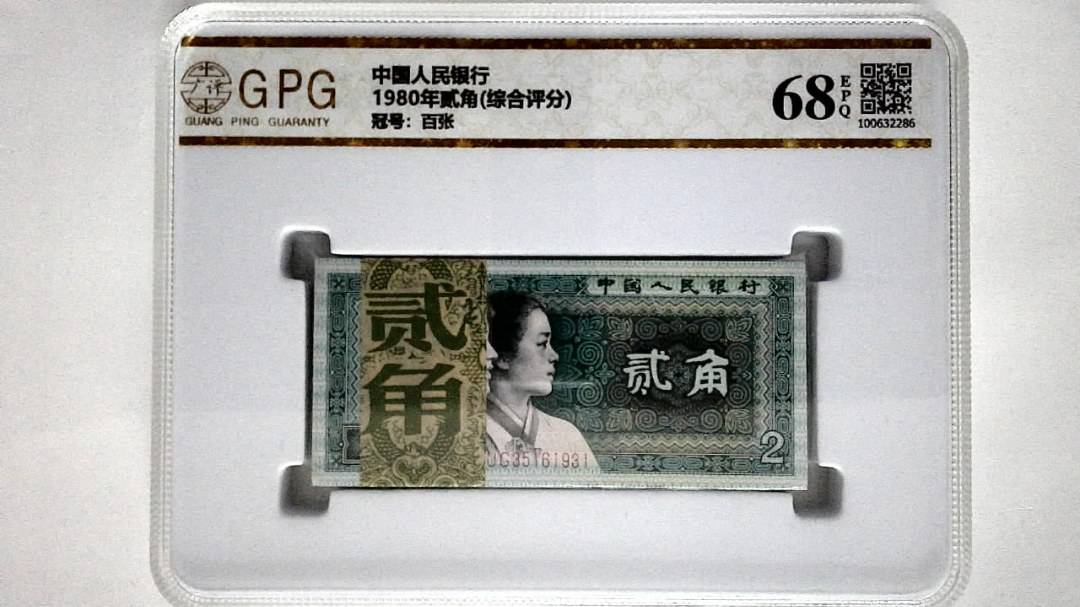 GPG
GUANG PING GUARANTY
中国人民银行
1980年贰角(综合评分)
冠号：百张
68
EPQ
100632286
贰角
中国人民银行
贰角
UG35161931
2